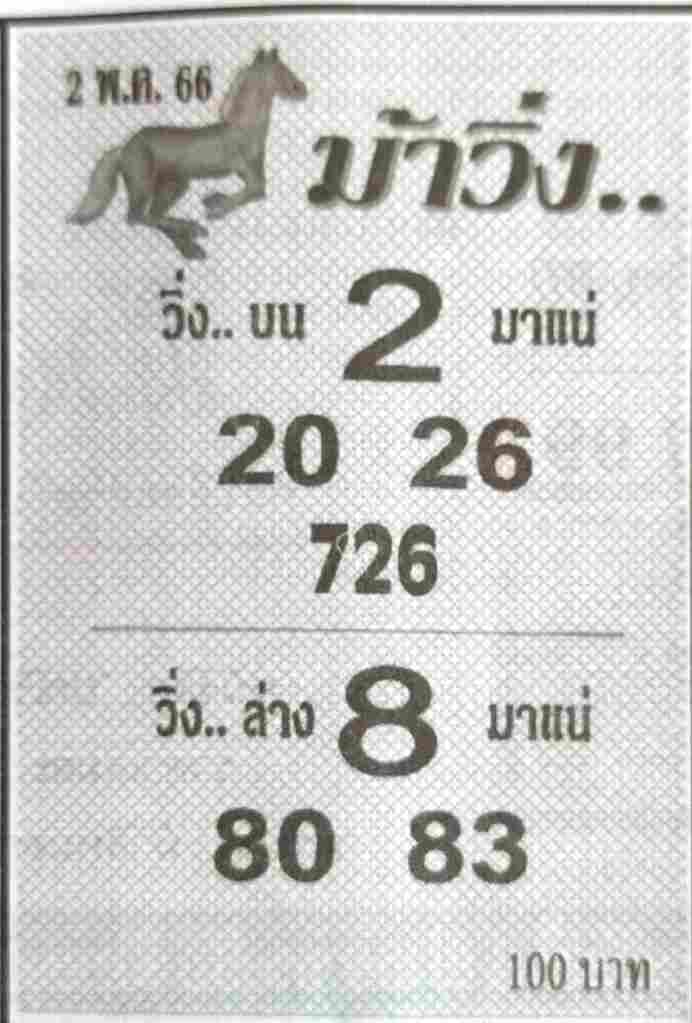 2 พ.ค. 66
ม้าวิ่ง..
วิ่ง.. บน 2 มาแน่
20 26
726
วิ่ง.. ล่าง 8 มาแน่
80 83
100 บาท